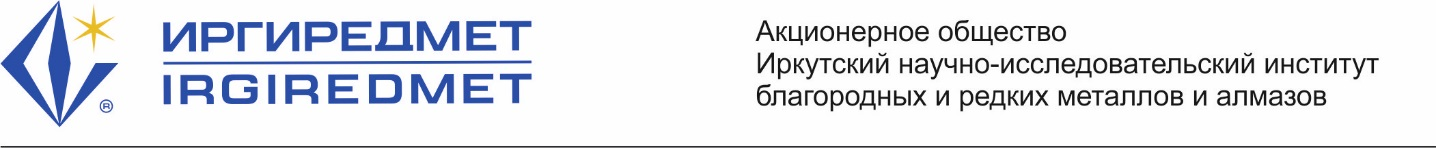 ИРГИРЕДМЕТ
IRGIREDMET
®
Акционерное общество
Иркутский научно-исследовательский институт
благородных и редких металлов и алмазов